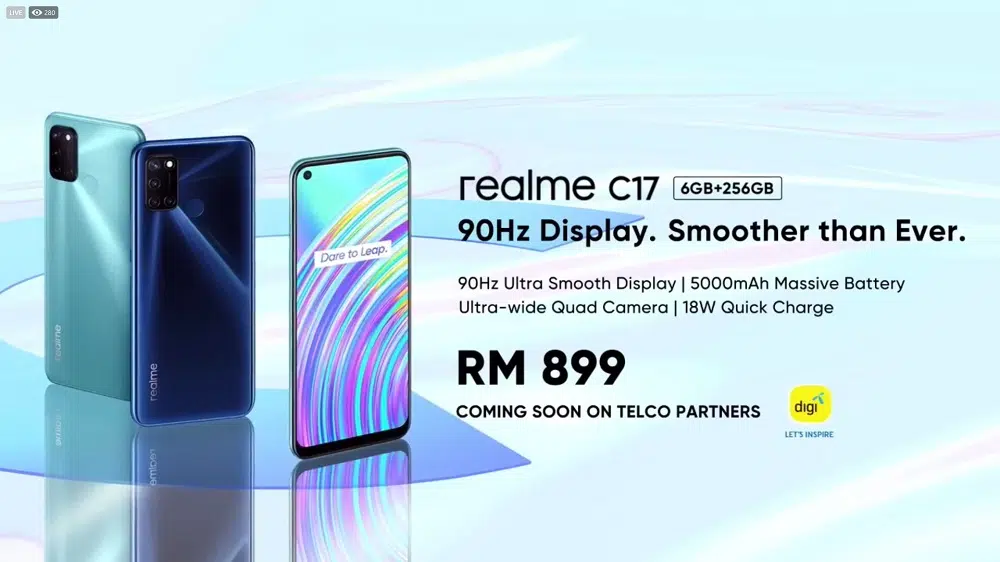 LIVE 280
realme
realme
Dare to Leap.
realme C17 6GB+256GB
90Hz Display. Smoother than Ever.
90Hz Ultra Smooth Display | 5000mAh Massive Battery
Ultra-wide Quad Camera | 18W Quick Charge
RM 899
COMING SOON ON TELCO PARTNERS
digi
LET'S INSPIRE